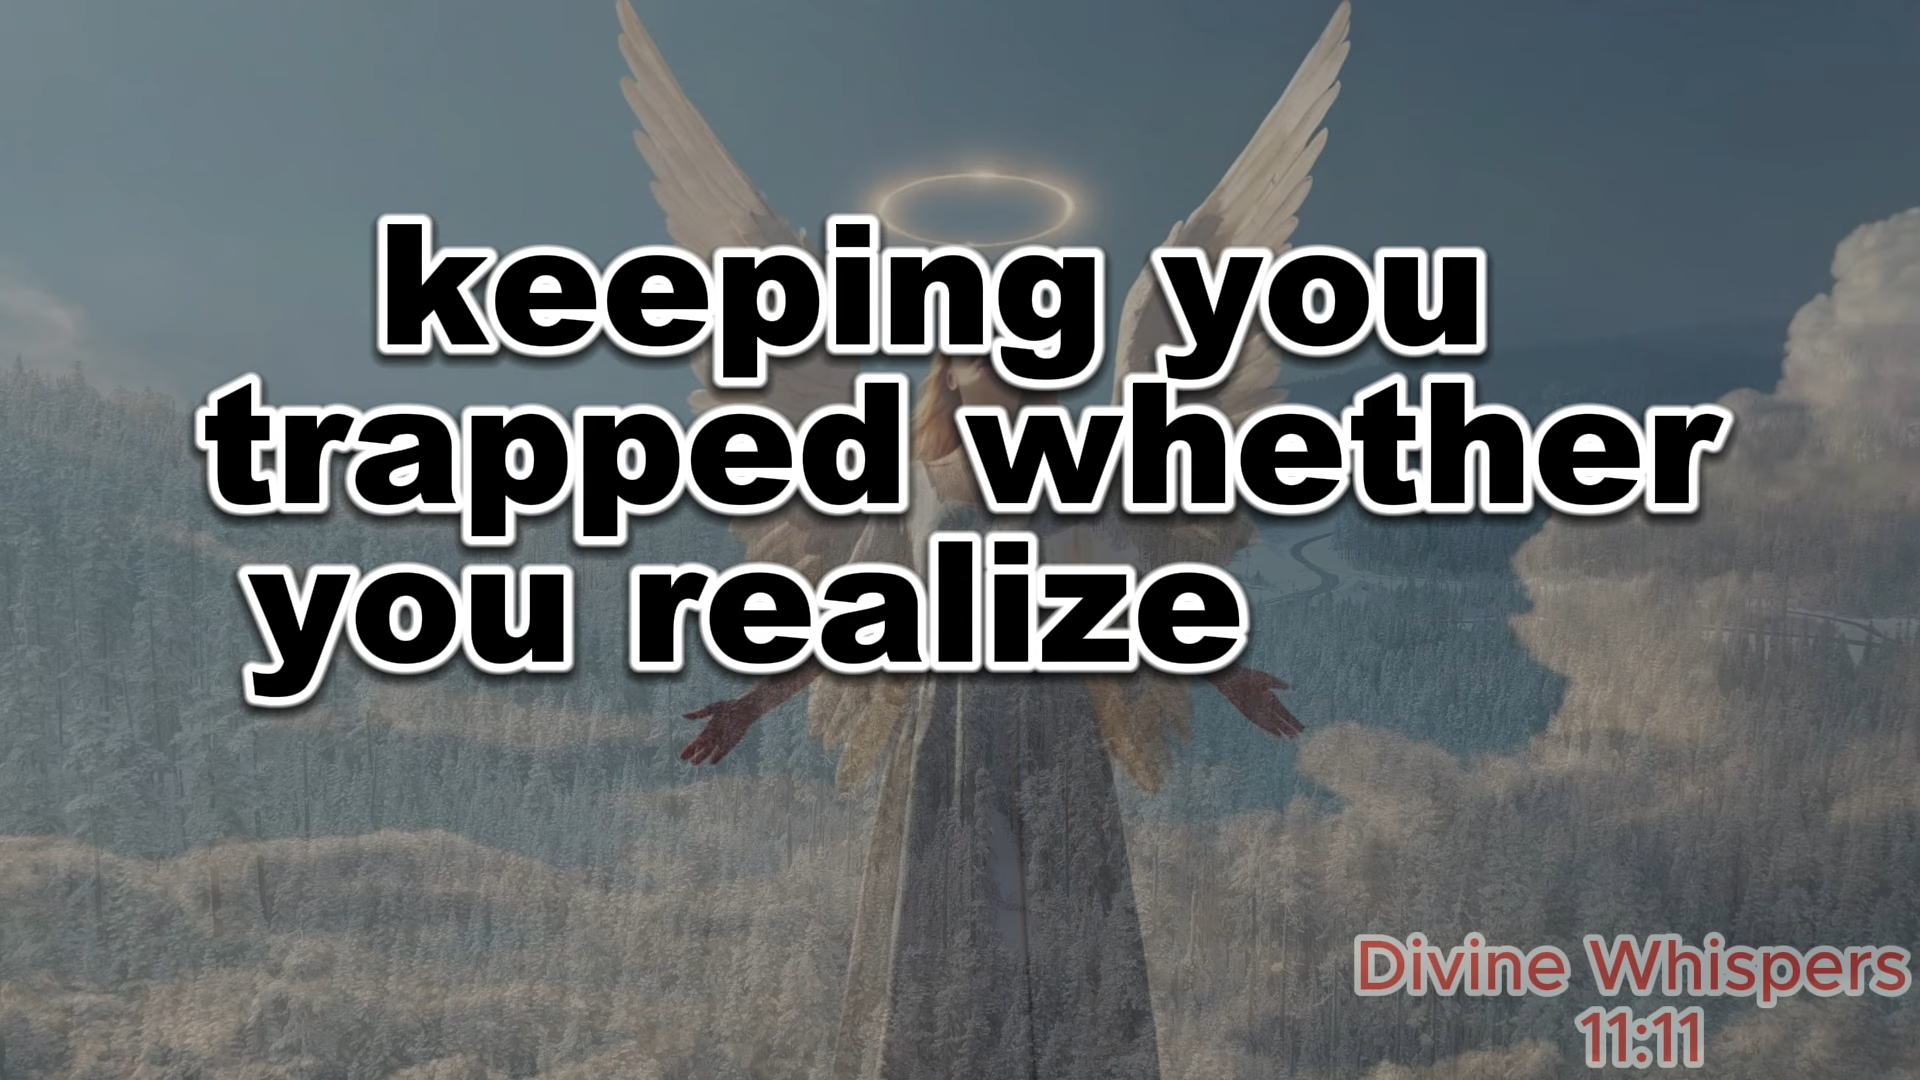 keeping you
trapped whether
you realize
Divine Whispers
11:11